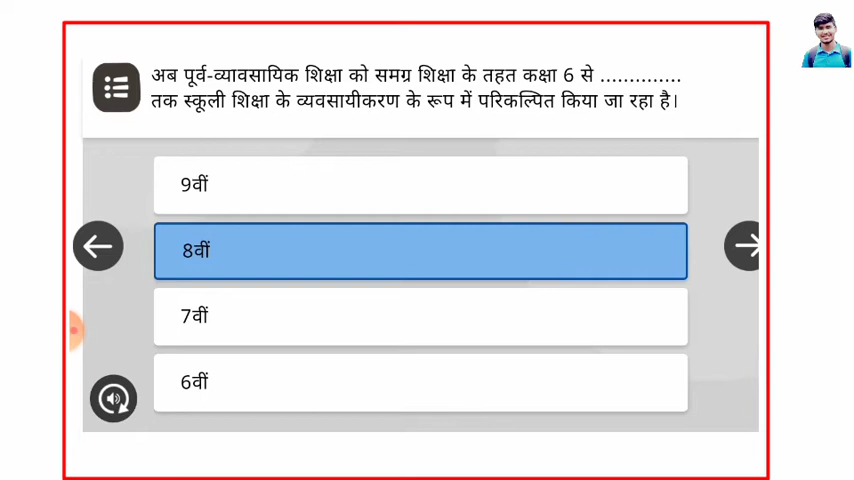 अब पूर्व-व्यावसायिक शिक्षा को समग्र शिक्षा के तहत कक्षा 6 से ..............
तक स्कूली शिक्षा के व्यवसायीकरण के रूप में परिकल्पित किया जा रहा है।
9वीं
8वीं
7वीं
6वीं